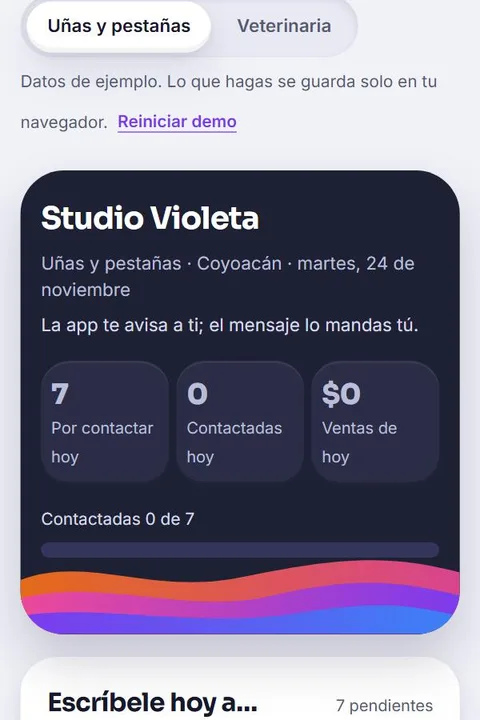 Uñas y pestañas
Veterinaria
Datos de ejemplo. Lo que hagas se guarda solo en tu
navegador. Reiniciar demo
Studio Violeta
Uñas y pestañas · Coyoacán · martes, 24 de
noviembre
La app te avisa a ti; el mensaje lo mandas tú.
7
Por contactar
hoy
0
Contactadas
hoy
$0
Ventas de
hoy
Contactadas 0 de 7
Escríbele hoy a...
7 pendientes